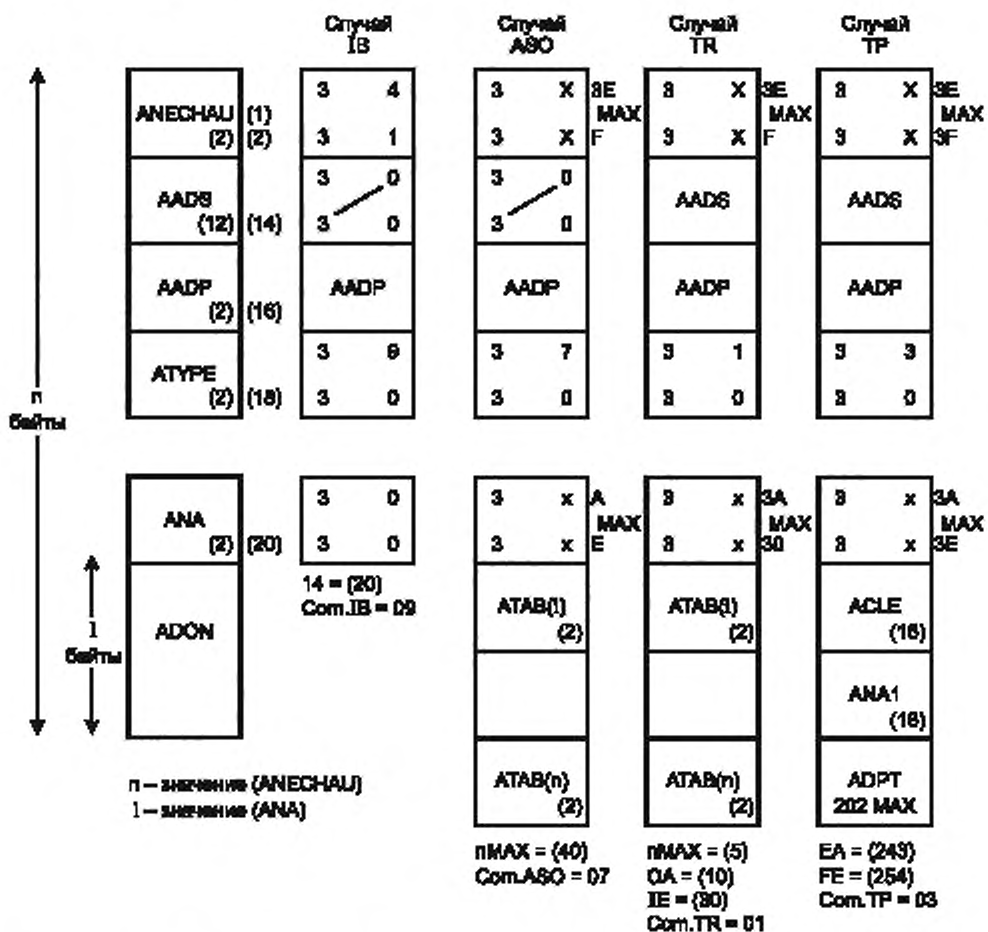 Случай IB
Случай ASO
Случай TR
Случай TP
ANECHAU (1)
(2) (2)
3 4
3 1
3 X 3E
MAX
3 X F
3 X 3E
MAX
3 X F
3 X 3E
MAX
3 X 3F
AADS
(12) (14)
3 0
3 0
3 0
3 0
AADS
AADS
AADP
(2) (16)
AADP
AADP
AADP
AADP
ATYPE
(2) (18)
3 9
3 0
3 7
3 0
3 1
3 0
3 3
3 0
n
байты
ANA
(2) (20)
3 0
3 0
3 x A
MAX
3 x E
3 x 3A
MAX
3 x 30
3 x 3A
MAX
3 x 3E
14 = (20)
Com.IB = 09
1
байты
ADON
ATAB(1)
(2)
ATAB(1)
(2)
ACLE
(16)
ANA1
(16)
ATAB(n)
(2)
ATAB(n)
(2)
ADPT
202 MAX
n – значение (ANECHAU)
1 – значение (ANA)
nMAX = (40)
Com.ASO = 07
nMAX = (5)
OA = (10)
IE = (30)
Com.TR = 01
EA = (243)
FE = (254)
Com.TP = 03